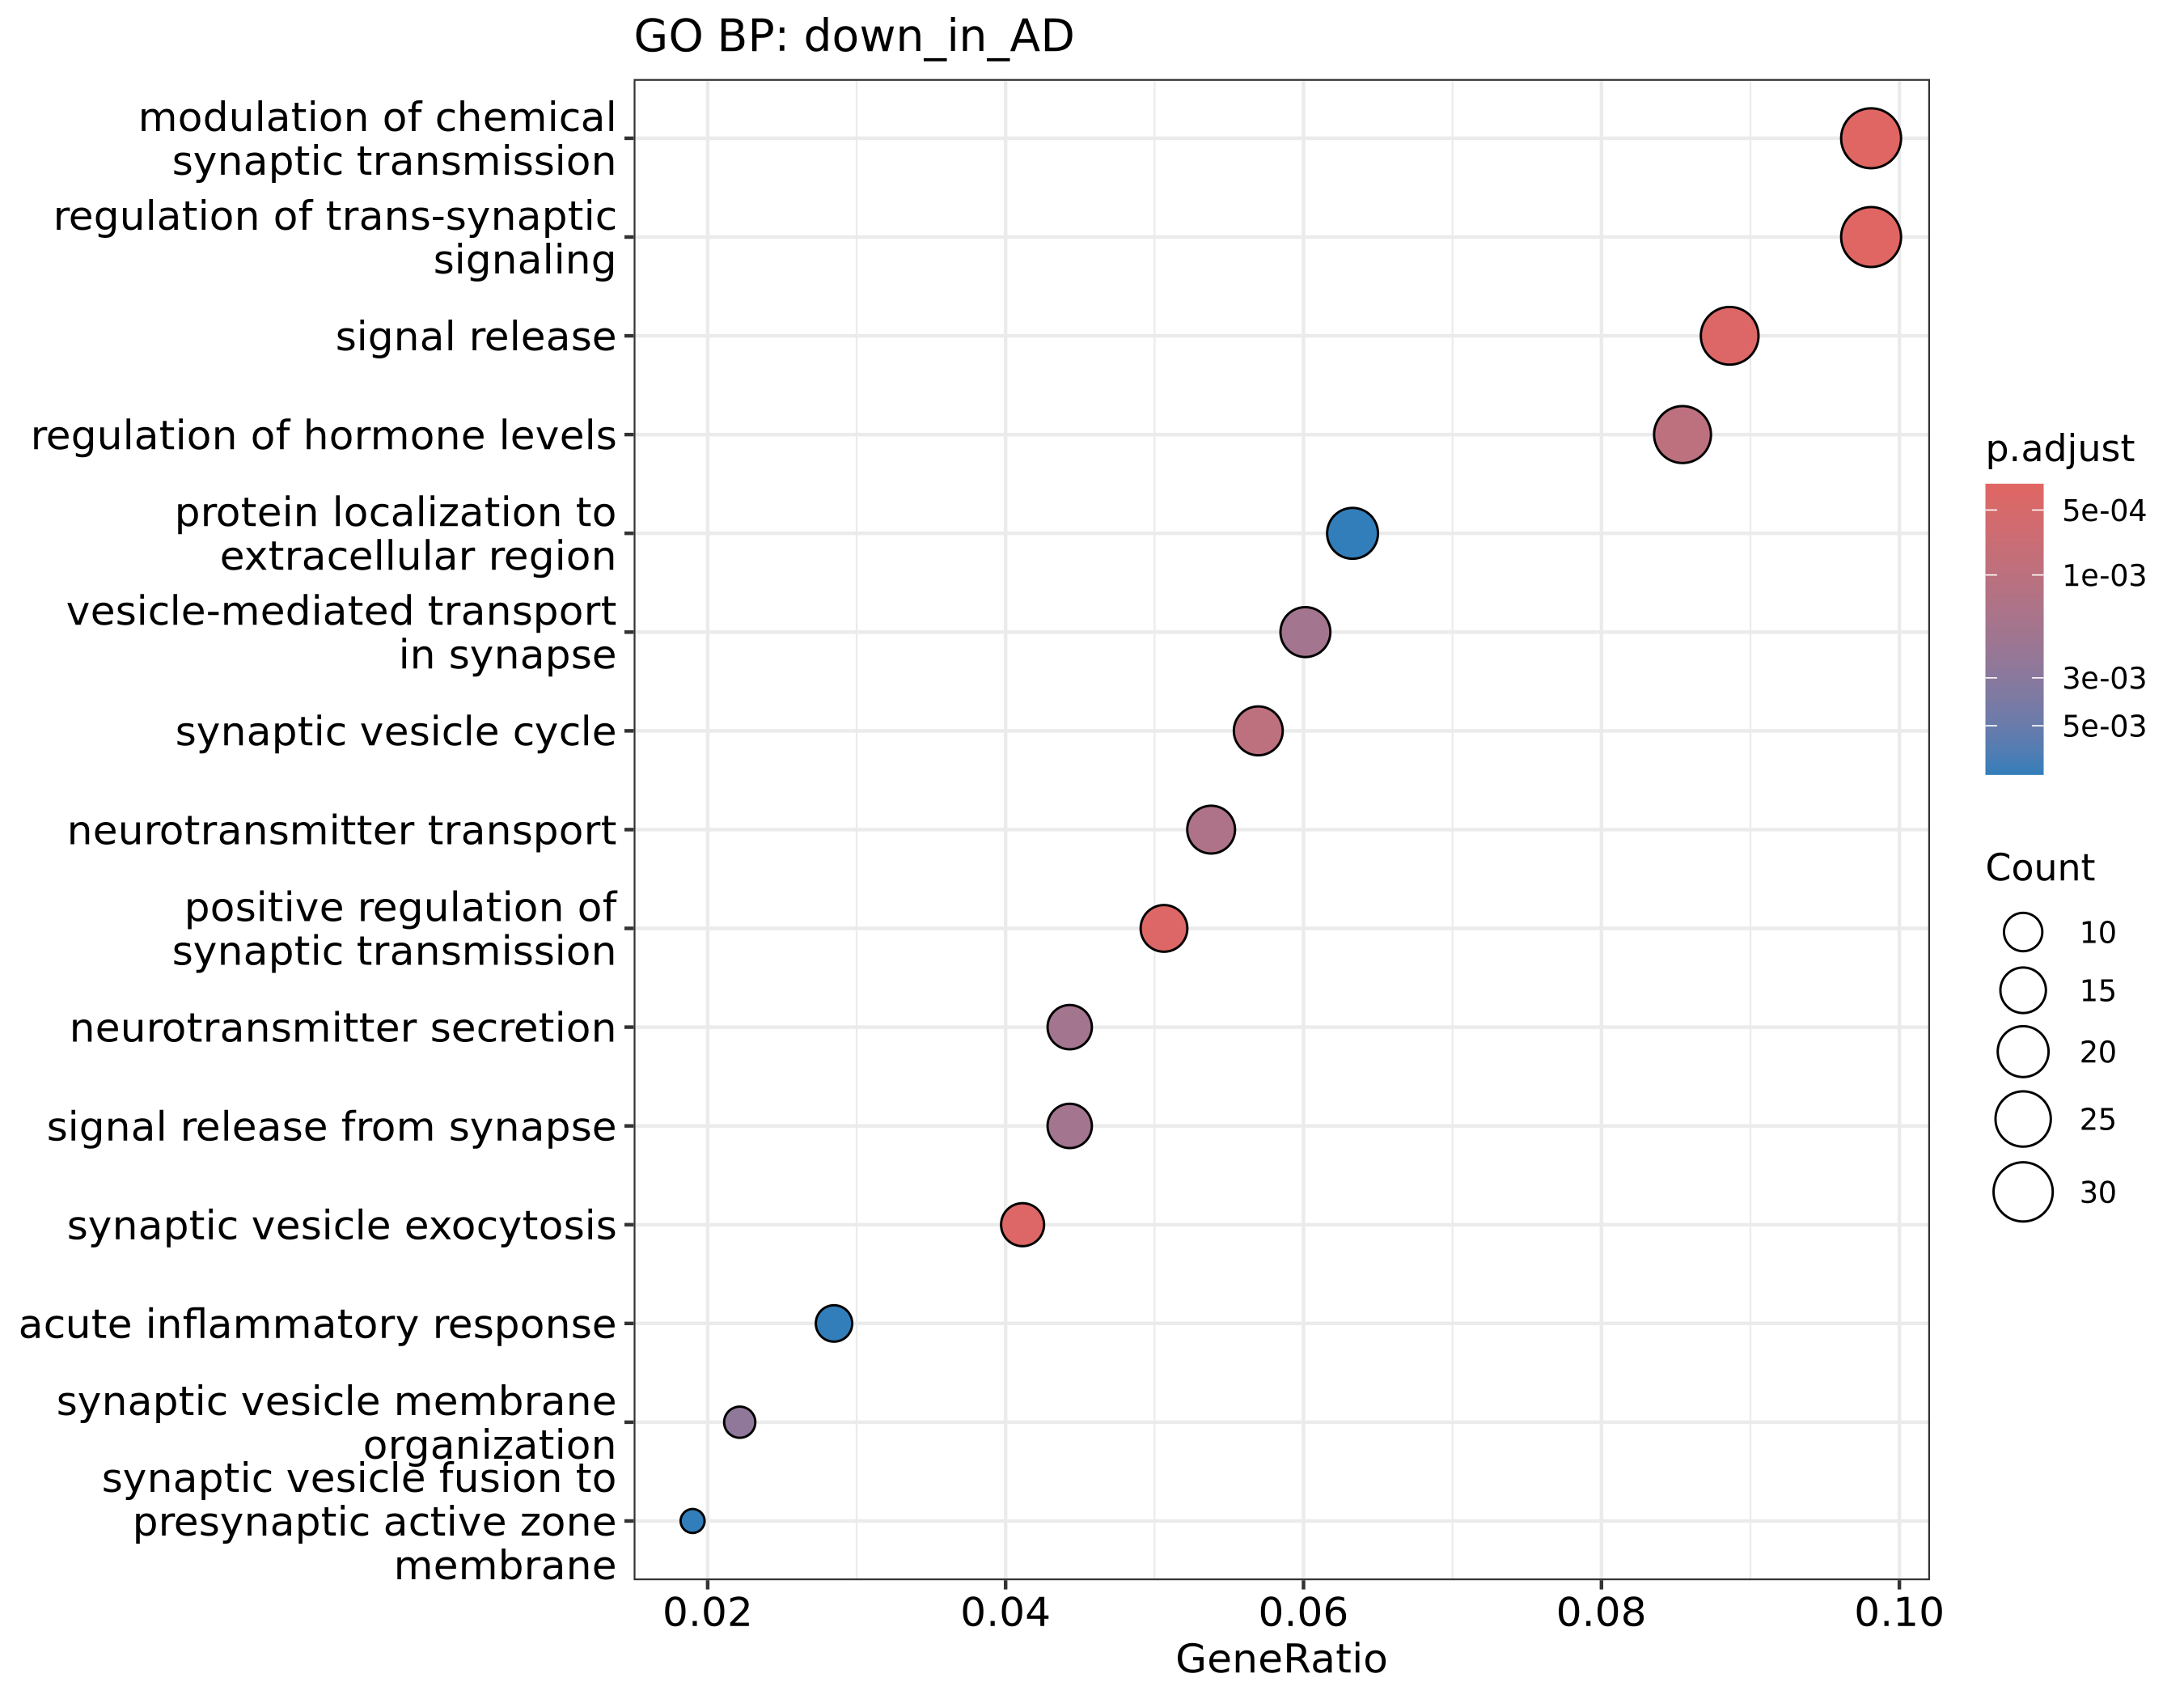 GO BP: down_in_AD
modulation of chemical
synaptic transmission
regulation of trans-synaptic
signaling
signal release
regulation of hormone levels
protein localization to
extracellular region
vesicle-mediated transport
in synapse
synaptic vesicle cycle
neurotransmitter transport
positive regulation of
synaptic transmission
neurotransmitter secretion
signal release from synapse
synaptic vesicle exocytosis
acute inflammatory response
synaptic vesicle membrane
organization
synaptic vesicle fusion to
presynaptic active zone
membrane
0.02 0.04 0.06 0.08 0.10
GeneRatio
p.adjust
5e-04
1e-03
3e-03
5e-03
Count
10
15
20
25
30